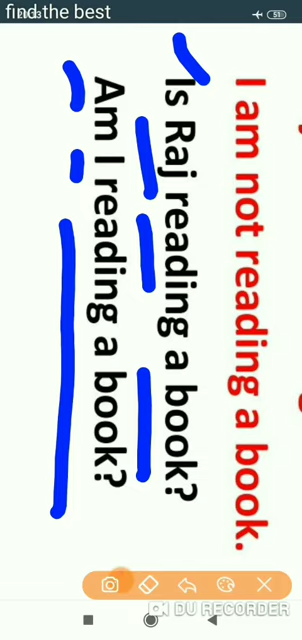 find the best
I am not reading a book.
Is Raj reading a book?
Am I reading a book?
DU RECORDER